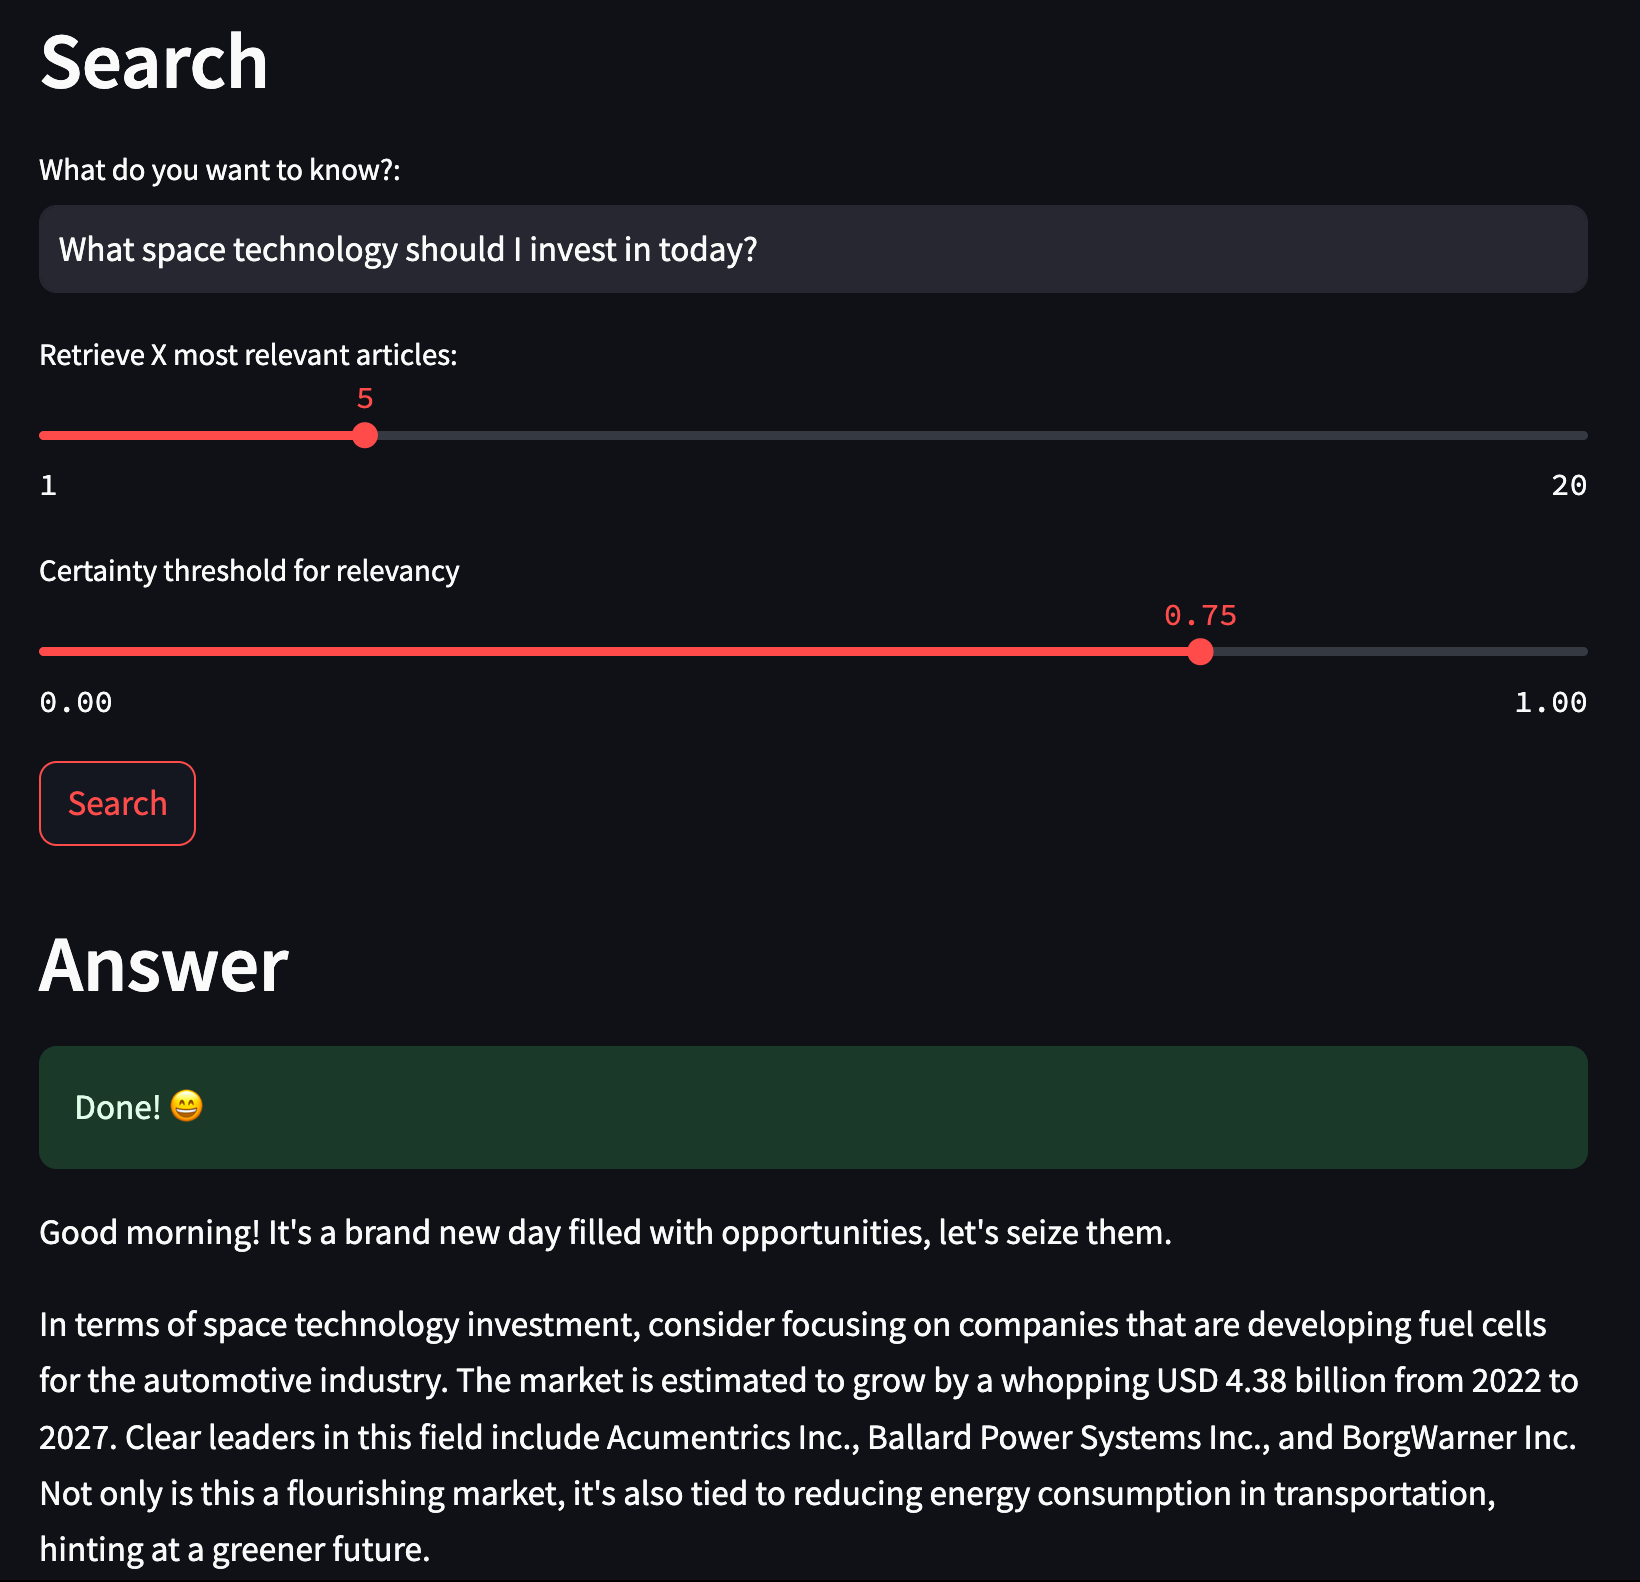 Search
What do you want to know?:
What space technology should I invest in today?
Retrieve X most relevant articles:
5
1
20
Certainty threshold for relevancy
0.75
0.00
1.00
Search
Answer
Done! 😄
Good morning! It's a brand new day filled with opportunities, let's seize them.
In terms of space technology investment, consider focusing on companies that are developing fuel cells
for the automotive industry. The market is estimated to grow by a whopping USD 4.38 billion from 2022 to
2027. Clear leaders in this field include Acumentrics Inc., Ballard Power Systems Inc., and BorgWarner Inc.
Not only is this a flourishing market, it's also tied to reducing energy consumption in transportation,
hinting at a greener future.